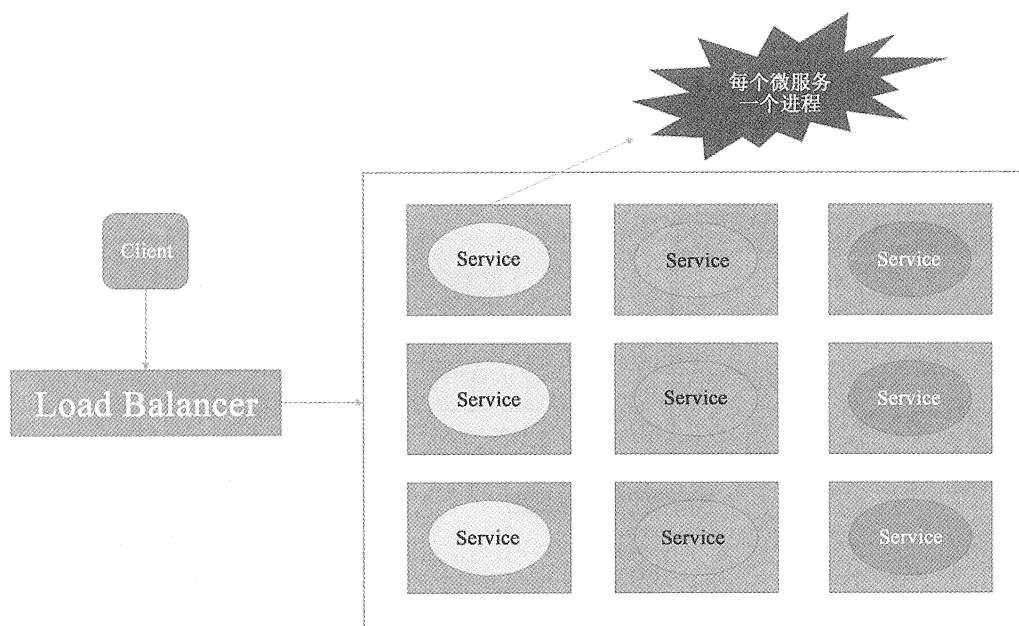 每个微服务
一个进程
Client
Load Balancer
Service
Service
Service
Service
Service
Service
Service
Service
Service